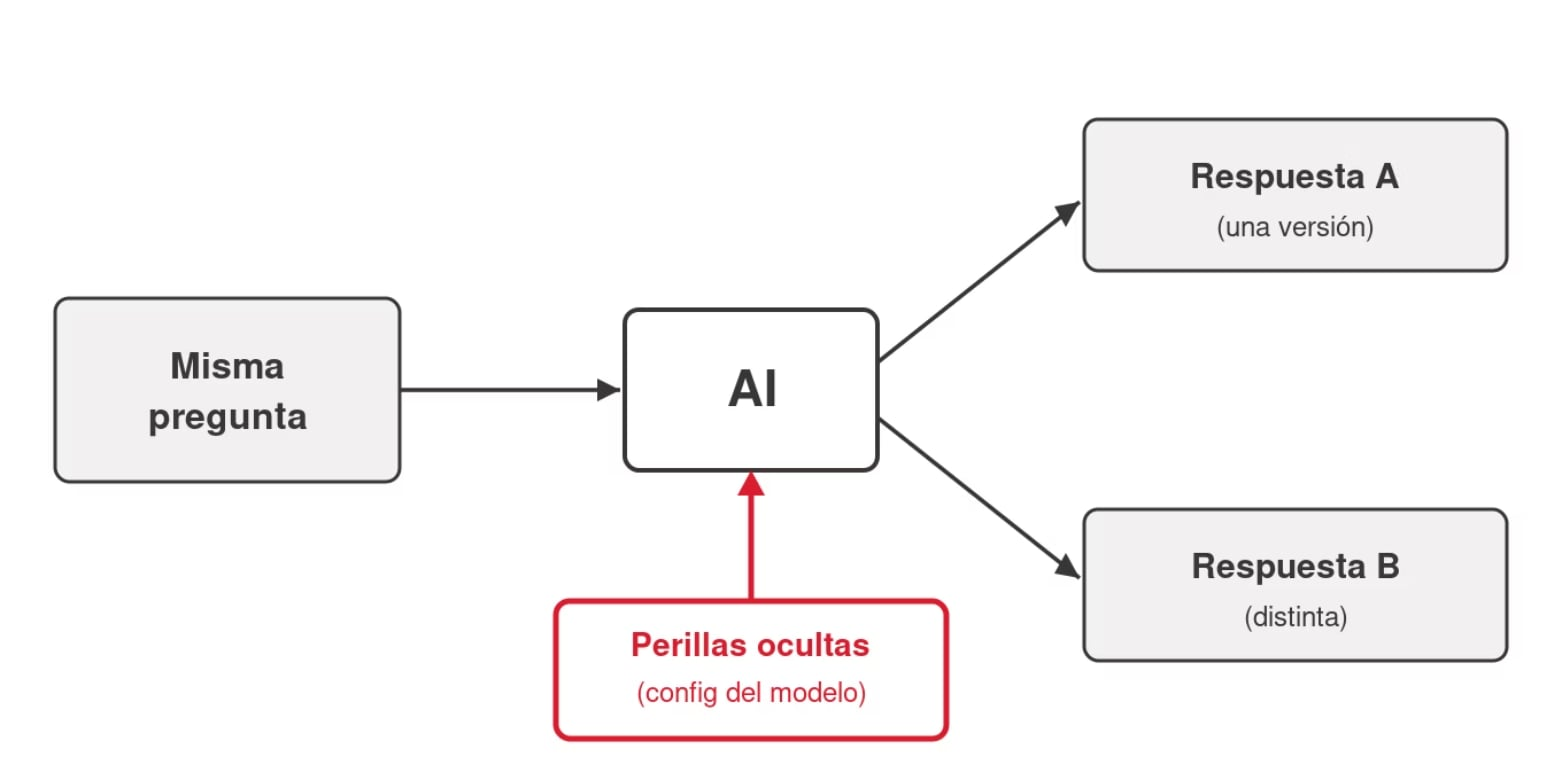 Misma
pregunta
AI
Respuesta A
(una versión)
Respuesta B
(distinta)
Perillas ocultas
(config del modelo)